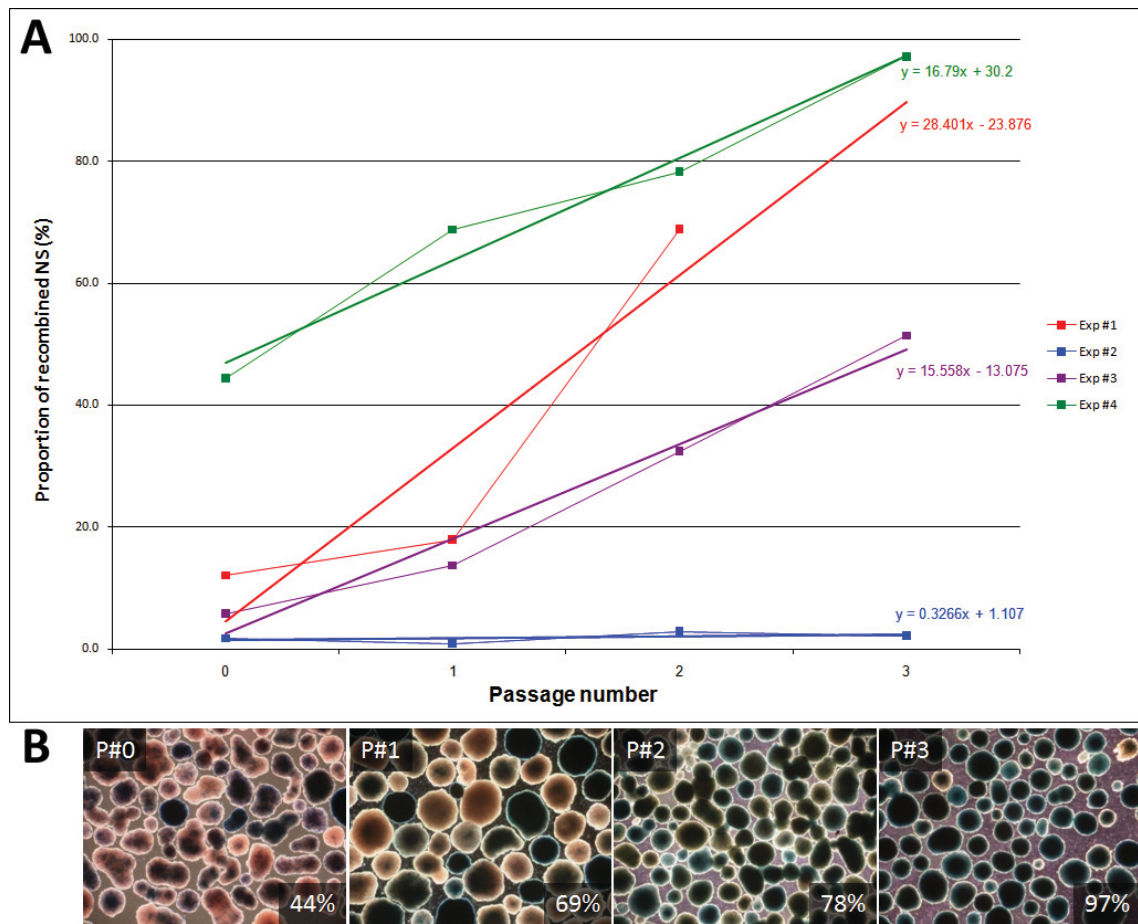 A
100.0
80.0
60.0
40.0
20.0
0.0
Proportion of recombined NS (%)
y = 16.79x + 30.2
y = 28.401x - 23.876
y = 15.558x - 13.075
y = 0.3266x + 1.107
Exp #1
Exp #2
Exp #3
Exp #4
0 1 2 3
Passage number
B
P#0 P#1 P#2 P#3
44% 69% 78% 97%